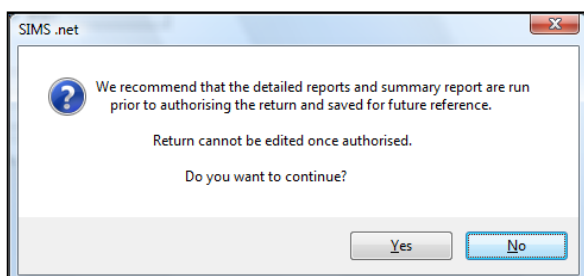 SIMS .net
We recommend that the detailed reports and summary report are run
prior to authorising the return and saved for future reference.
Return cannot be edited once authorised.
Do you want to continue?
Yes No